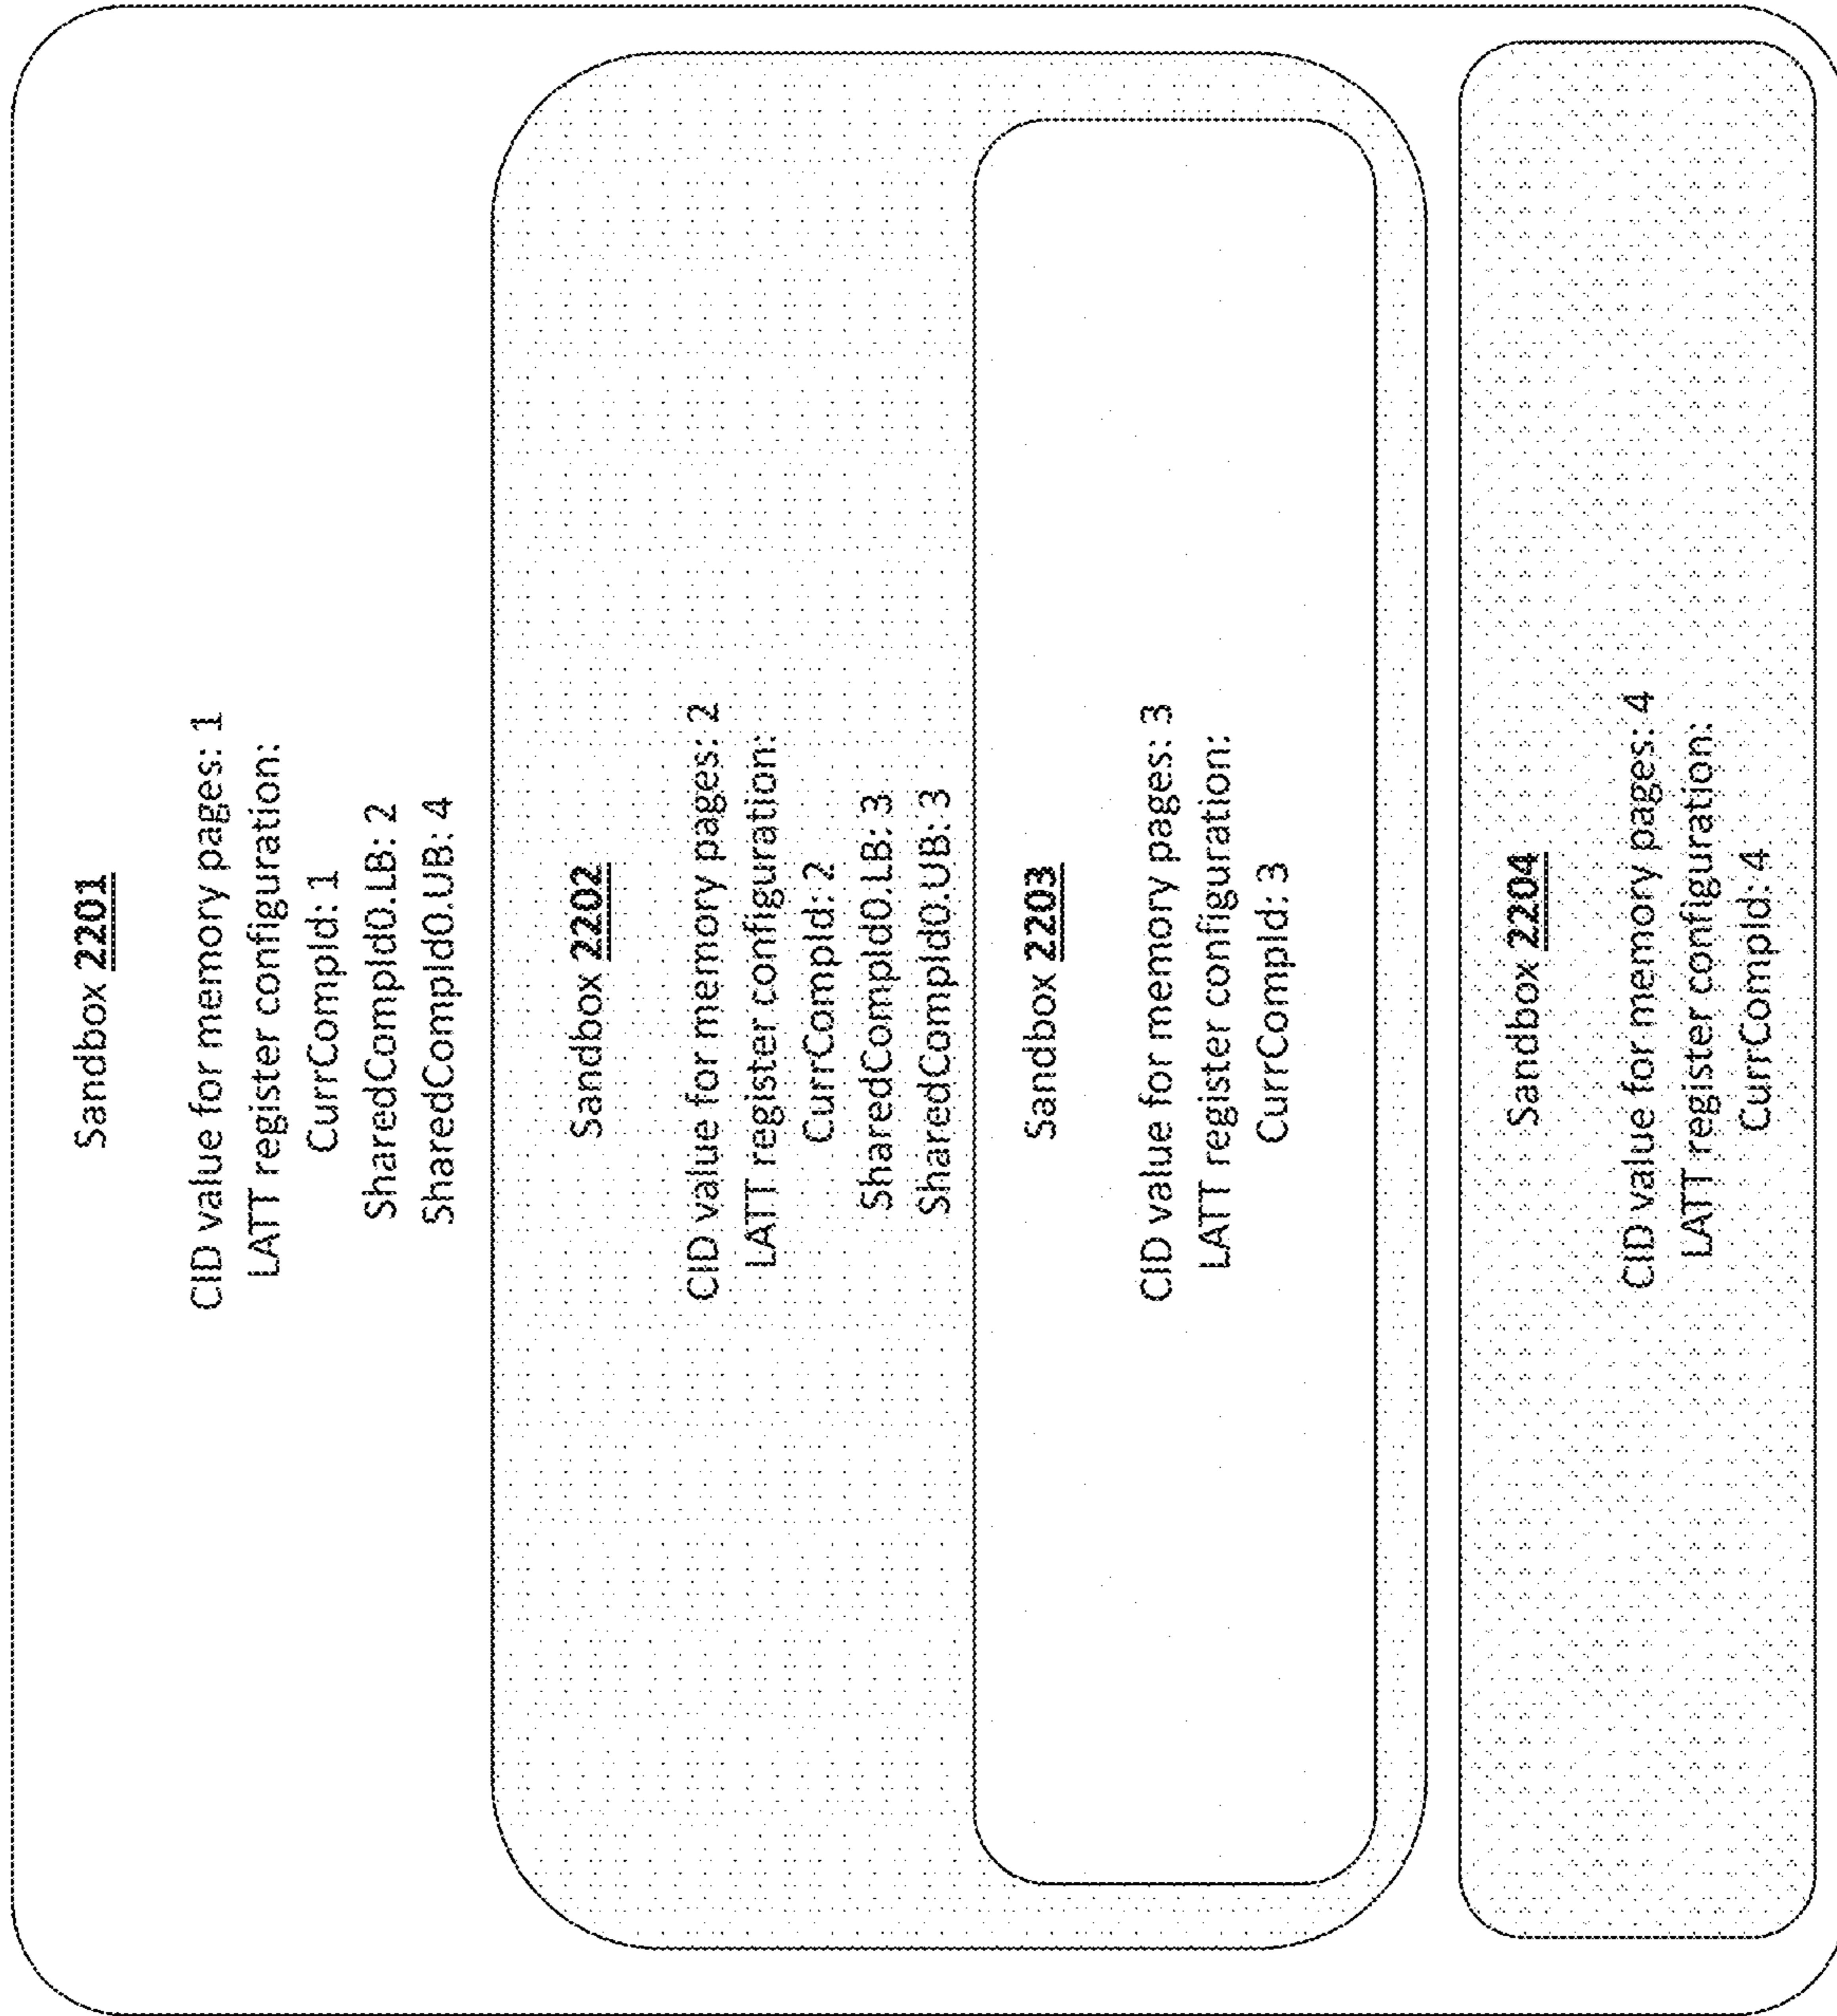 Sandbox 2201
CID value for memory pages: 1
LATT register configuration:
CurrCompId: 1
SharedCompId0.LB: 2
SharedCompId0.UB: 4
Sandbox 2202
CID value for memory pages: 2
LATT register configuration:
CurrCompId: 2
SharedCompId0.LB: 3
SharedCompId0.UB: 3
Sandbox 2203
CID value for memory pages: 3
LATT register configuration:
CurrCompId: 3
Sandbox 2204
CID value for memory pages: 4
LATT register configuration:
CurrCompId: 4